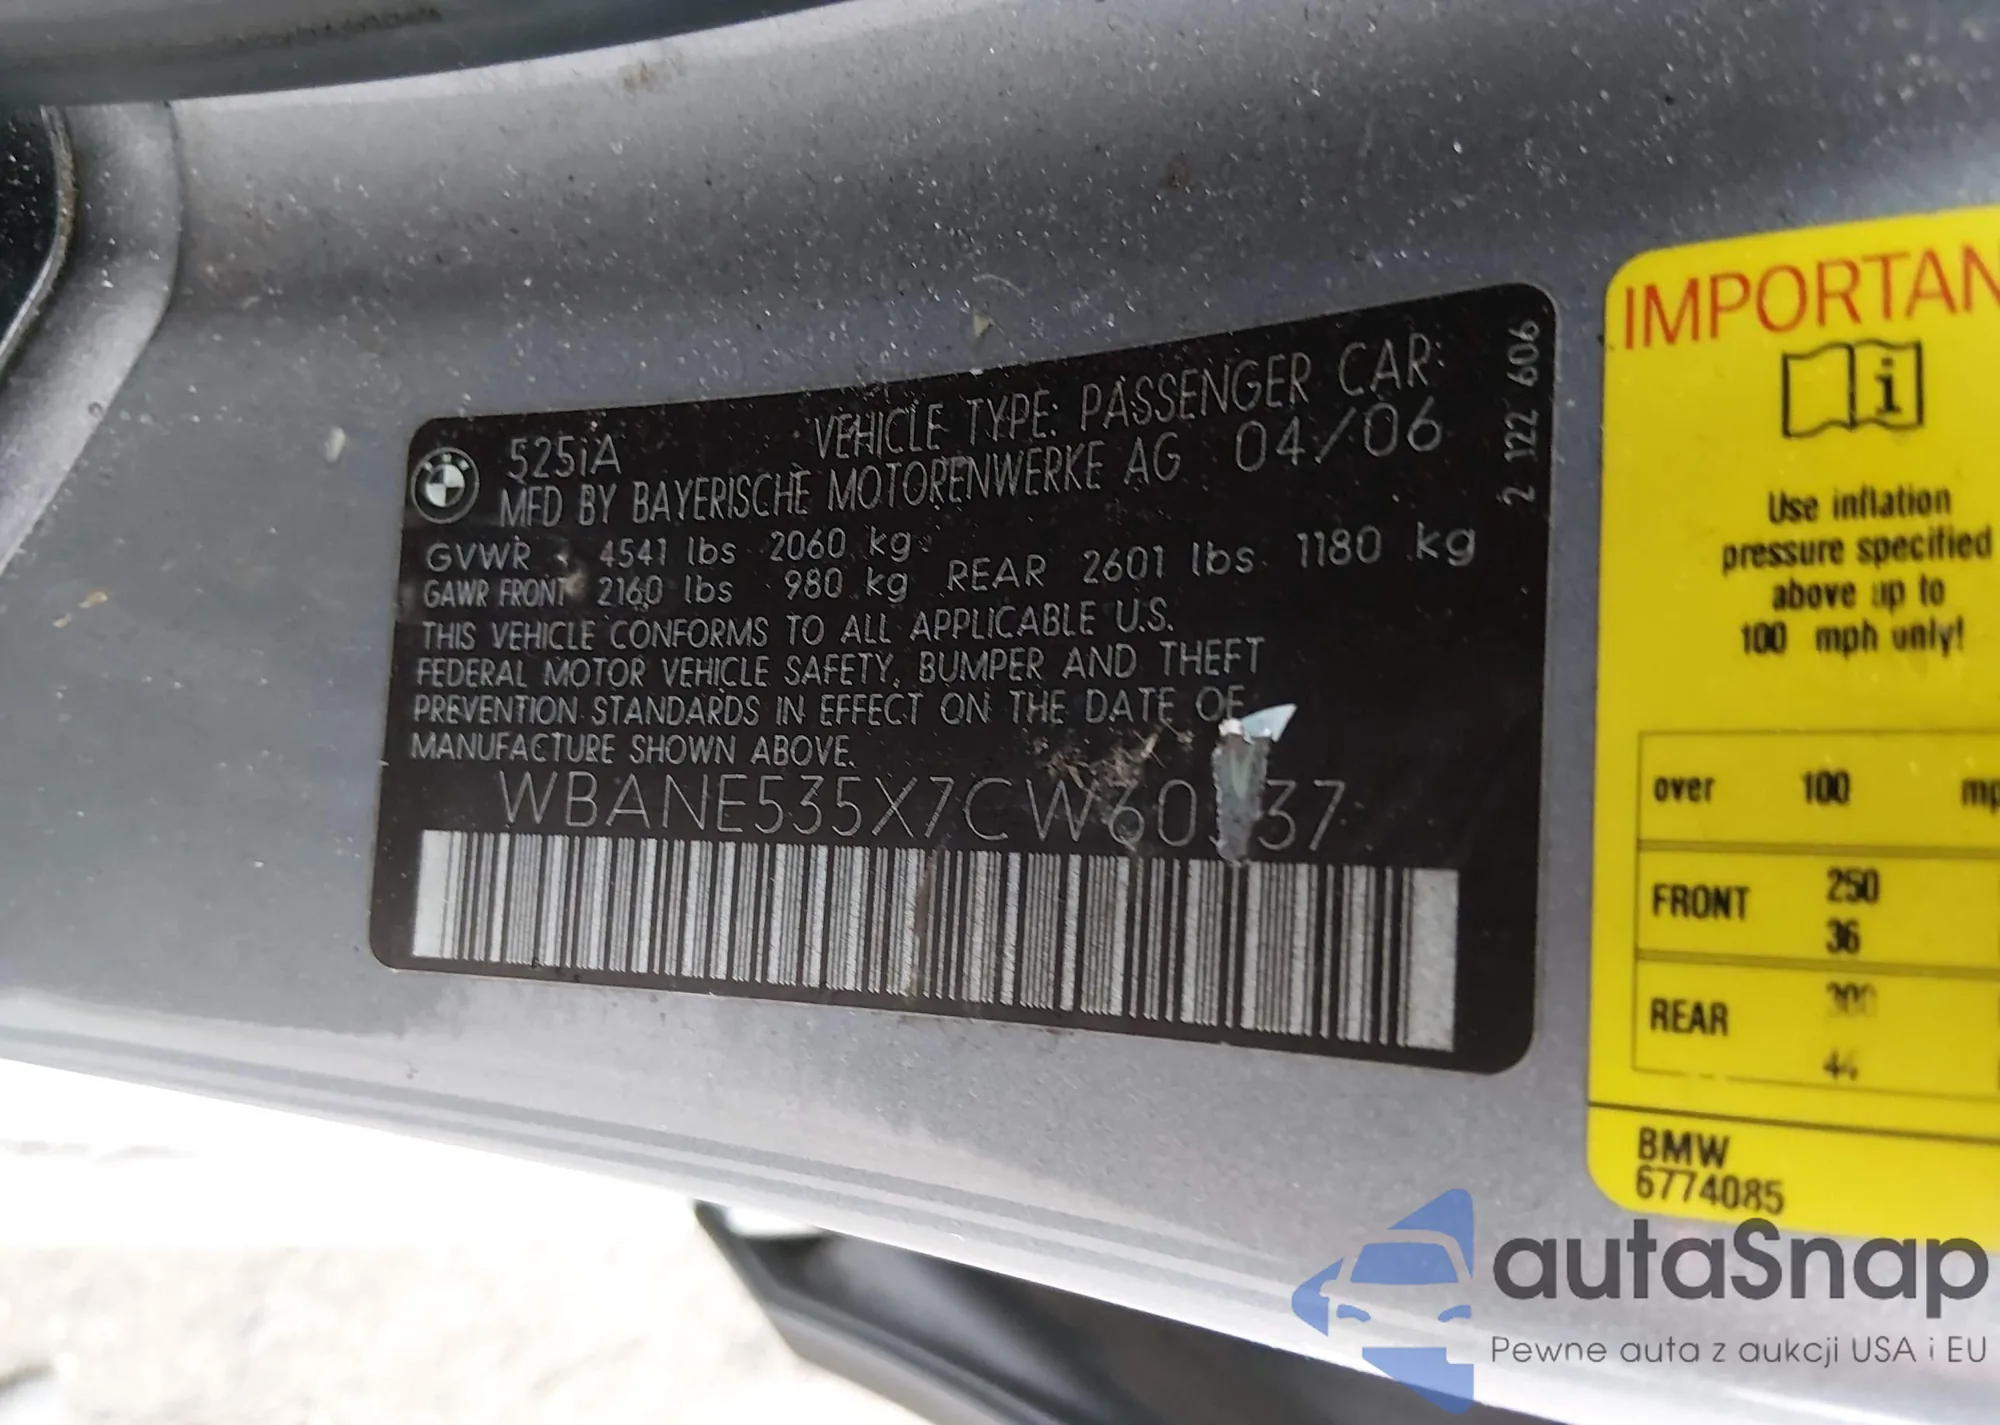 525iA
VEHICLE TYPE: PASSENGER CAR:
MFD BY BAYERISCHE MOTORENWERKE AG 04/06
GVWR 4541 lbs 2060 kg
GAWR FRONT 2160 lbs 980 kg REAR 2601 lbs 1180 kg
THIS VEHICLE CONFORMS TO ALL APPLICABLE U.S.
FEDERAL MOTOR VEHICLE SAFETY, BUMPER AND THEFT
PREVENTION STANDARDS IN EFFECT ON THE DATE OF
MANUFACTURE SHOWN ABOVE.
2 122 606
IMPORTAN
i
Use inflation
pressure specified
above up to
100 mph only!
over 100 mp
FRONT 250
36
REAR 300
44
BMW
6774085
autaSnap
Pewne auta z aukcji USA i EU